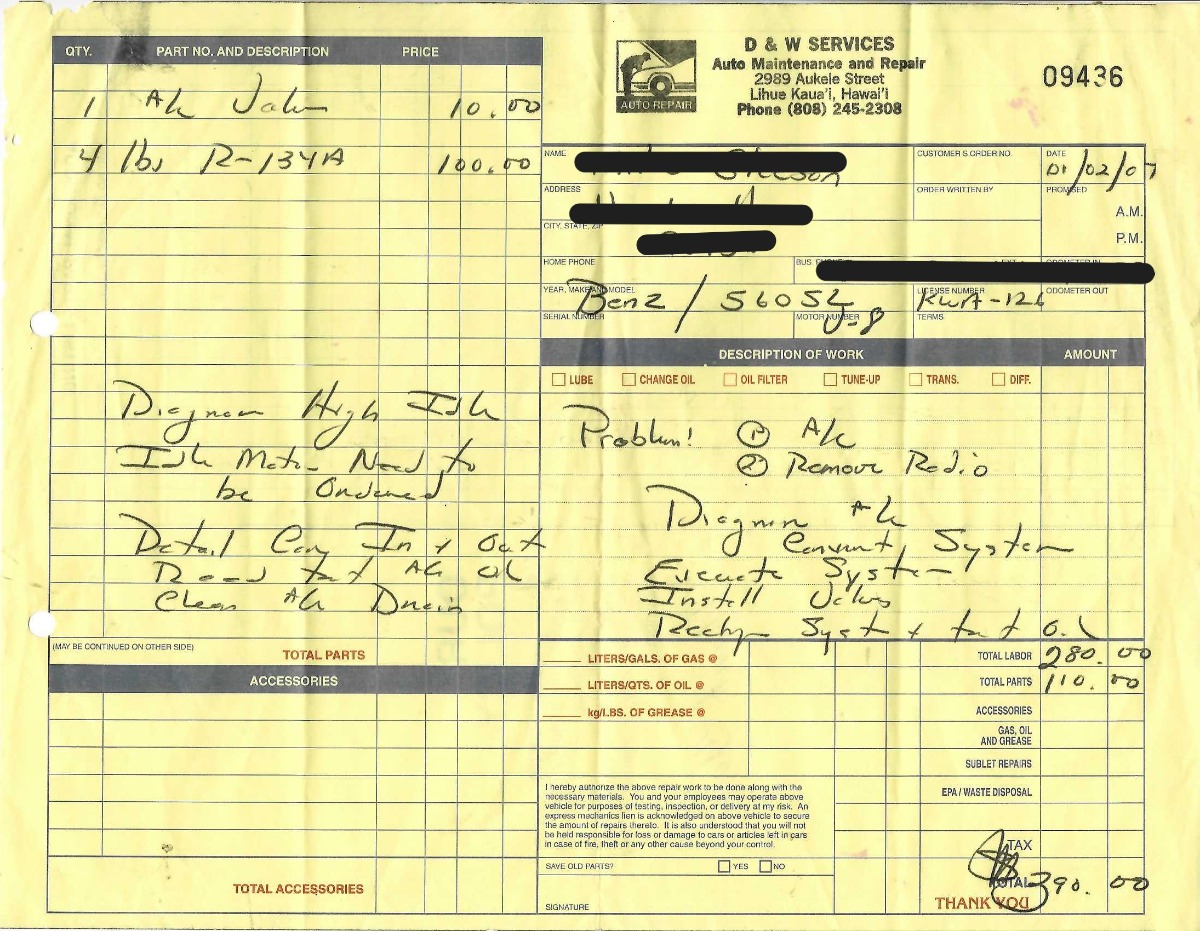 QTY. PART NO. AND DESCRIPTION PRICE
1 A/C Valve 10.00
4 lbs R-134A 100.00
Diagnose High Idle
Idle Motor Need to
be Ordered
Detail Car In + Out
A/C Oil
Clean A/C Drain
(MAY BE CONTINUED ON OTHER SIDE) TOTAL PARTS
ACCESSORIES
TOTAL ACCESSORIES
AUTO REPAIR
D & W SERVICES
Auto Maintenance and Repair
2989 Aukele Street
Lihue Kaua'i, Hawai'i
Phone (808) 245-2308
09436
NAME CUSTOMER'S ORDER NO. DATE 01/02/07
ADDRESS ORDER WRITTEN BY PROMISED
A.M.
CITY, STATE, ZIP P.M.
HOME PHONE BUS.
YEAR, MAKE AND MODEL Benz / 560SL LICENSE NUMBER KWA-126 ODOMETER OUT
SERIAL NUMBER MOTOR NUMBER V-8 TERMS
DESCRIPTION OF WORK AMOUNT
LUBE CHANGE OIL OIL FILTER TUNE-UP TRANS. DIFF.
Problem! ① A/C
② Remove Radio
Diagnose A/C
Convert System
Evacuate System
Install Valves
Syst + oil
LITERS/GALS. OF GAS @ TOTAL LABOR 280.00
LITERS/QTS. OF OIL @ TOTAL PARTS 110.00
kg/LBS. OF GREASE @ ACCESSORIES
GAS, OIL
AND GREASE
SUBLET REPAIRS
EPA / WASTE DISPOSAL
I hereby authorize the above repair work to be done along with the
necessary materials. You and your employees may operate above
vehicle for purposes of testing, inspection, or delivery at my risk. An
express mechanics lien is acknowledged on above vehicle to secure
the amount of repairs thereto. It is also understood that you will not
be held responsible for loss or damage to cars or articles left in cars
in case of fire, theft or any other cause beyond your control.
TAX
SAVE OLD PARTS? YES NO
TOTAL 390.00
SIGNATURE THANK YOU